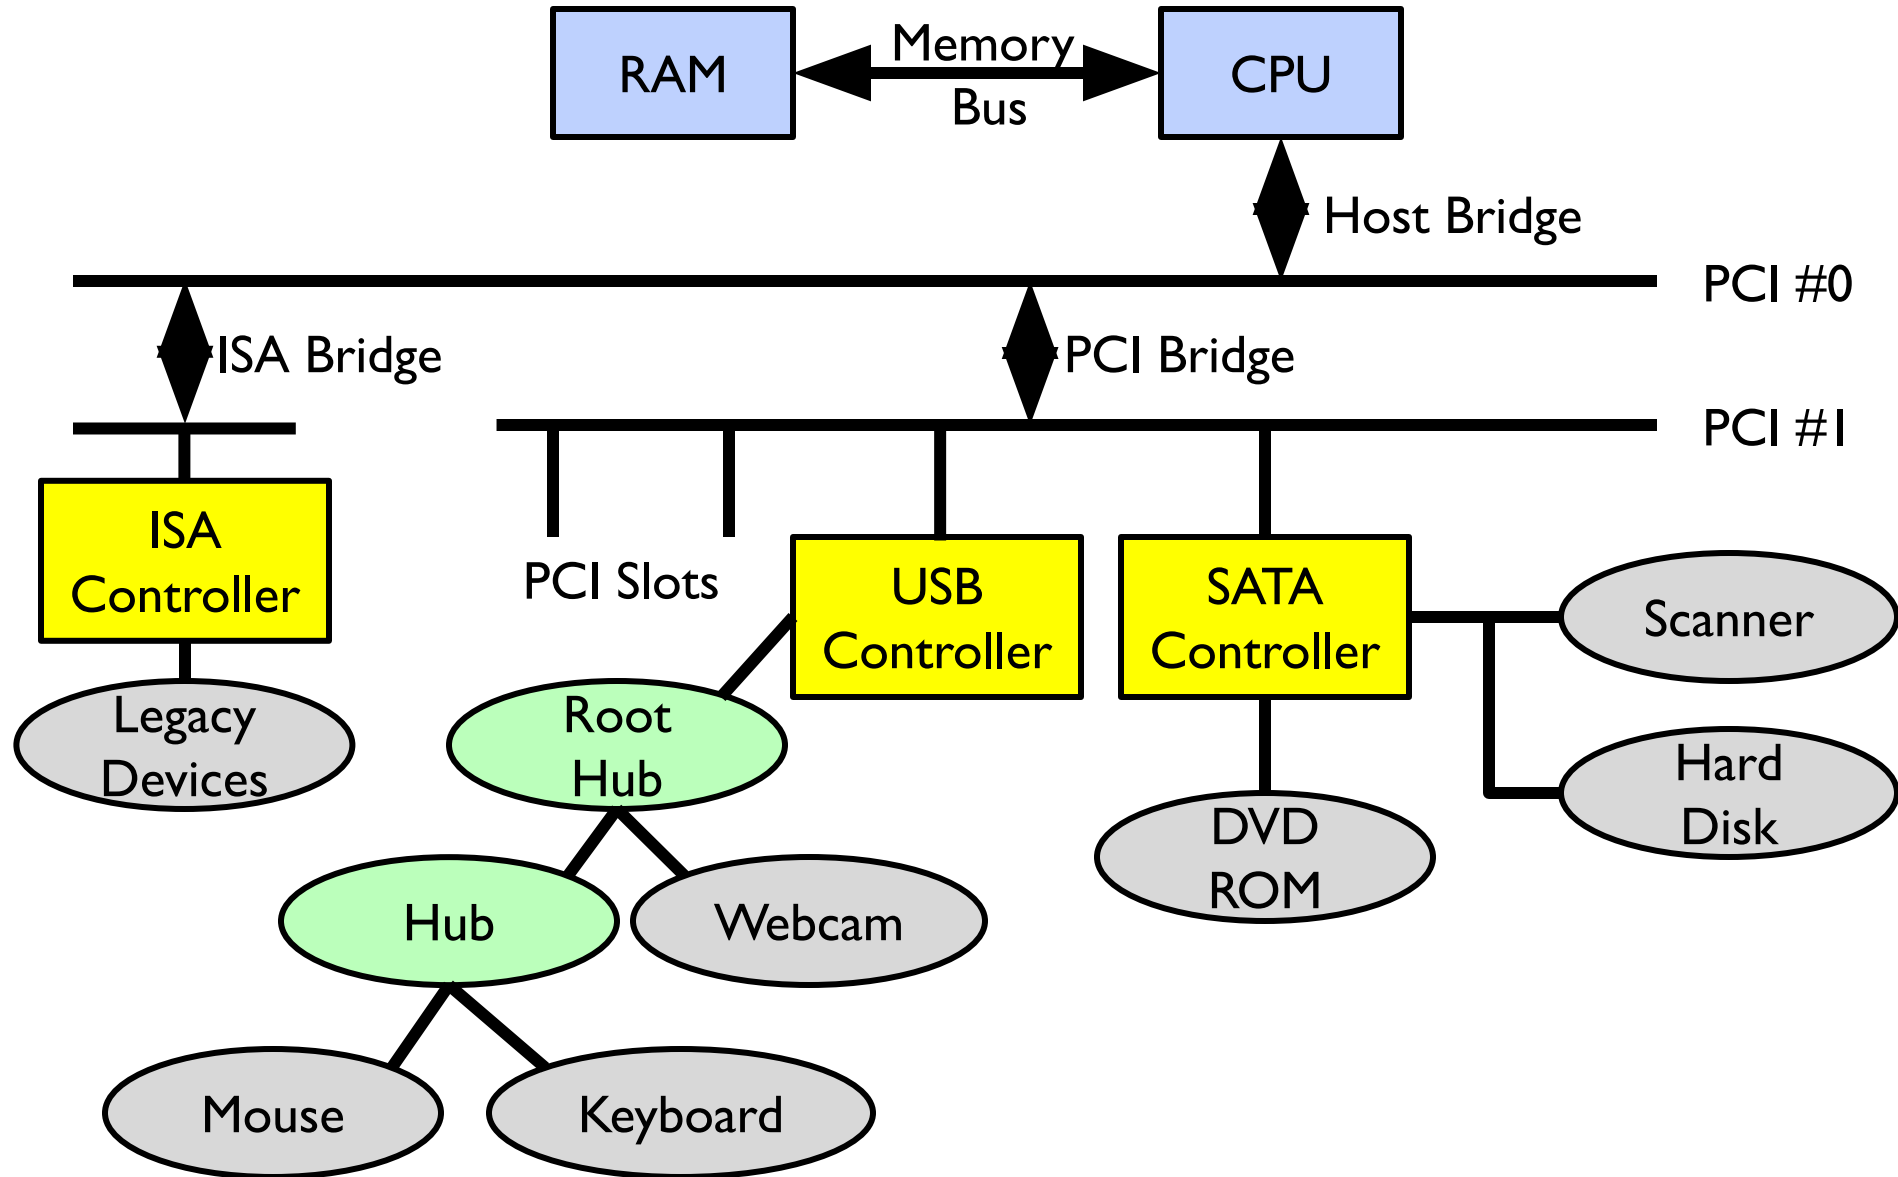 RAM
Memory
Bus
CPU
Host Bridge
PCI #0
ISA Bridge
PCI Bridge
PCI #1
ISA
Controller
PCI Slots
USB
Controller
SATA
Controller
Scanner
Legacy
Devices
Root
Hub
Hard
Disk
DVD
ROM
Hub
Webcam
Mouse
Keyboard